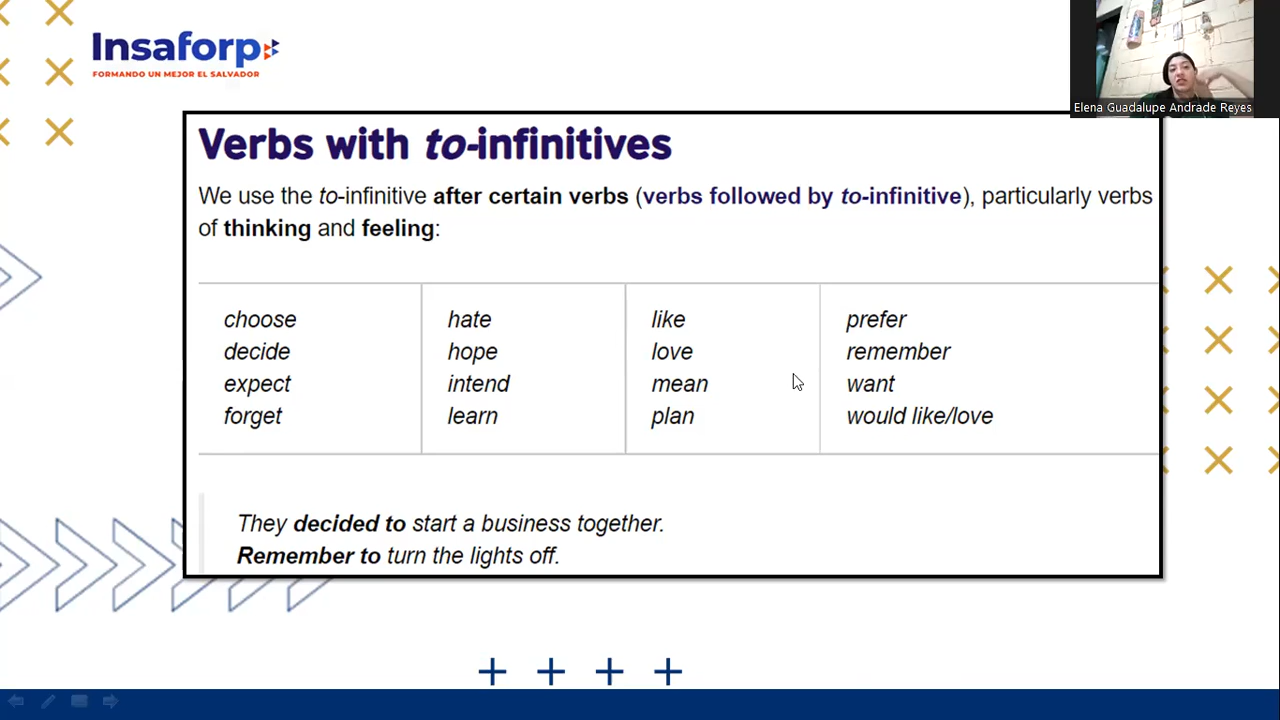 Insaforp
FORMANDO UN MEJOR EL SALVADOR
Elena Guadalupe Andrade Reyes
Verbs with to-infinitives
We use the to-infinitive after certain verbs (verbs followed by to-infinitive), particularly verbs
of thinking and feeling:
choose hate like prefer
decide hope love remember
expect intend mean want
forget learn plan would like/love
They decided to start a business together.
Remember to turn the lights off.